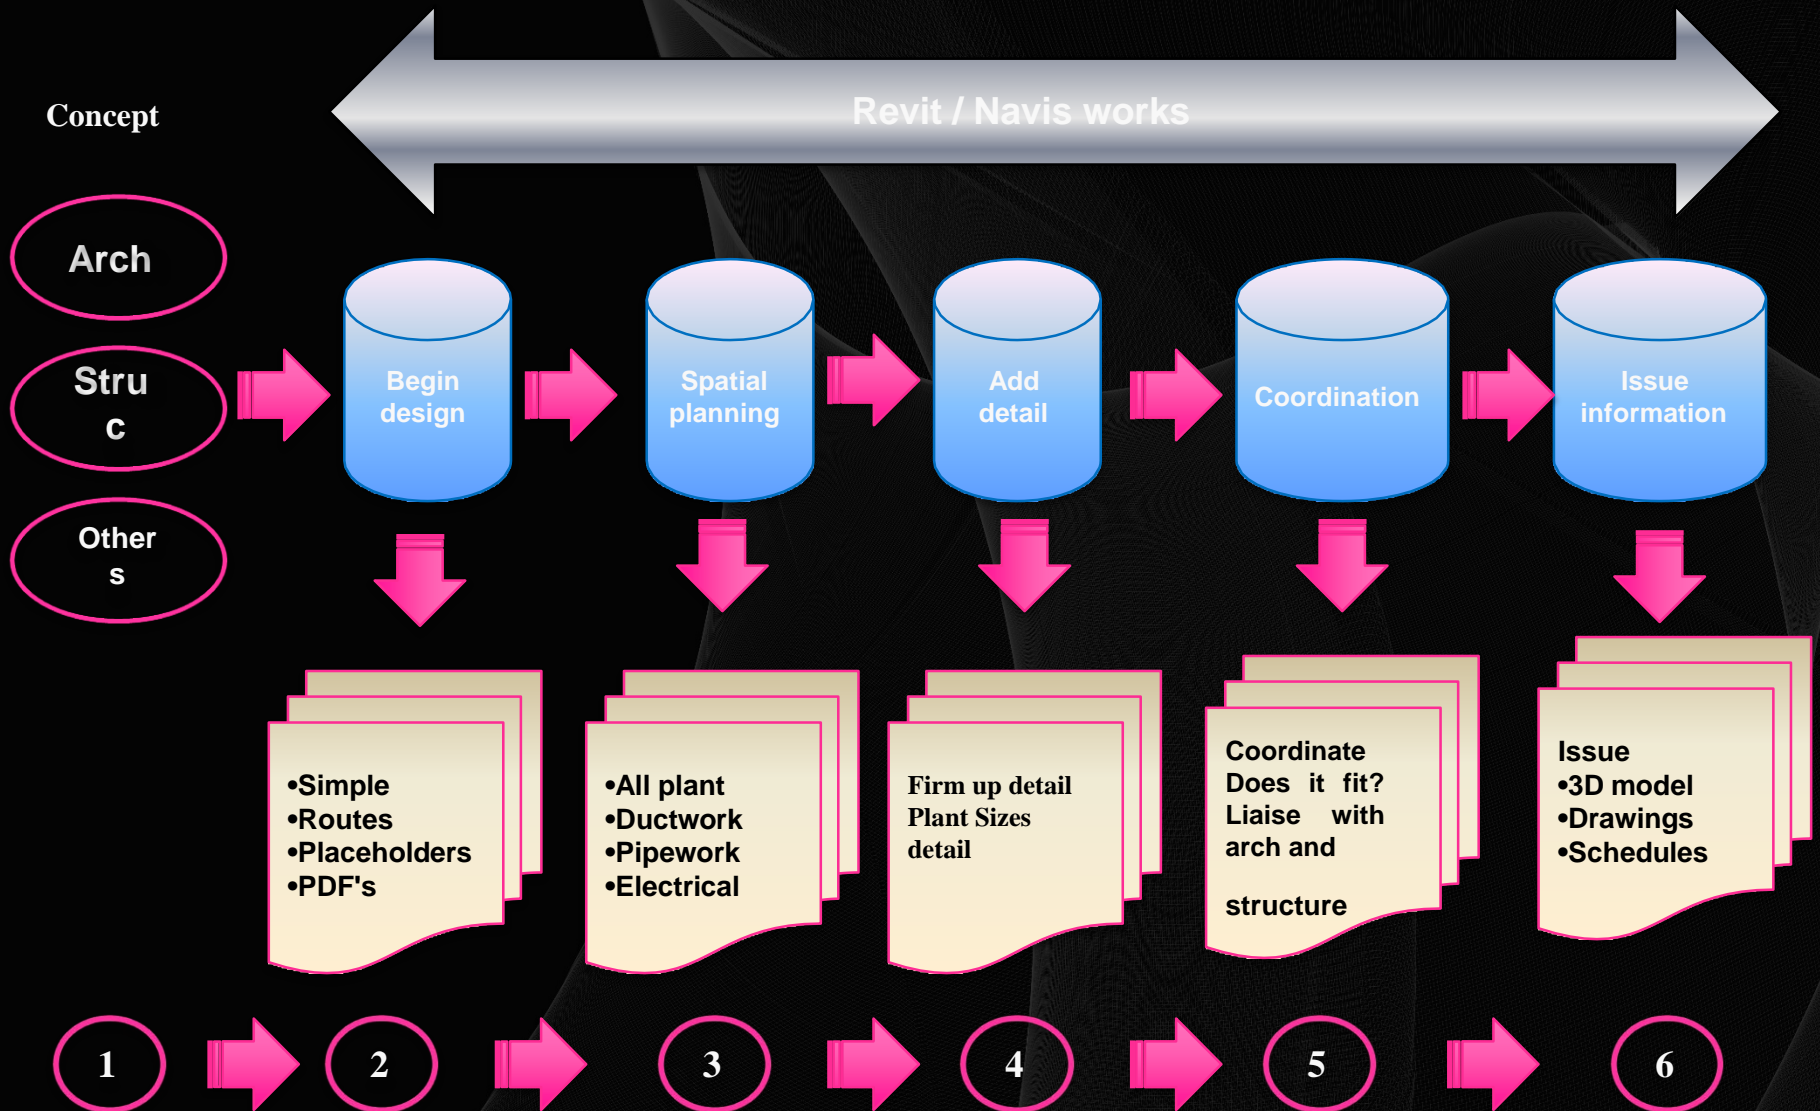 Revit / Navis works
Concept
Arch
Stru
c
Other
s
Begin
design
Spatial
planning
Add
detail
Coordination
Issue
information
•Simple
•Routes
•Placeholders
•PDF's
•All plant
•Ductwork
•Pipework
•Electrical
Firm up detail
Plant Sizes
detail
Coordinate
Does it fit?
Liaise with
arch and
structure
Issue
•3D model
•Drawings
•Schedules
1
2
3
4
5
6